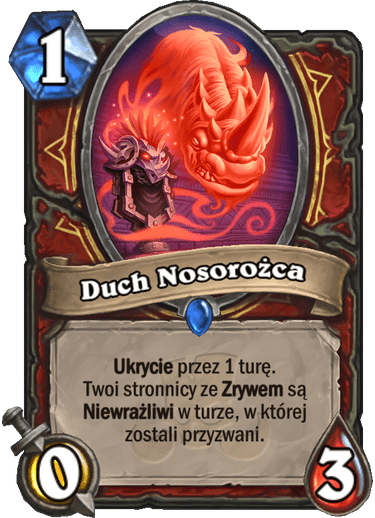 1
Duch Nosorożca
Ukrycie przez 1 turę.
Twoi stronnicy ze Zrywem są
Niewrażliwi w turze, w której
zostali przyzwani.
0
3